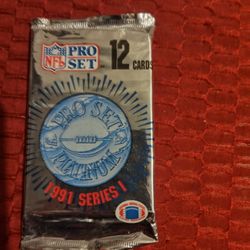 NFL
PRO
SET
12 CARDS
PRO SET
PLATINUM
1991 SERIES I